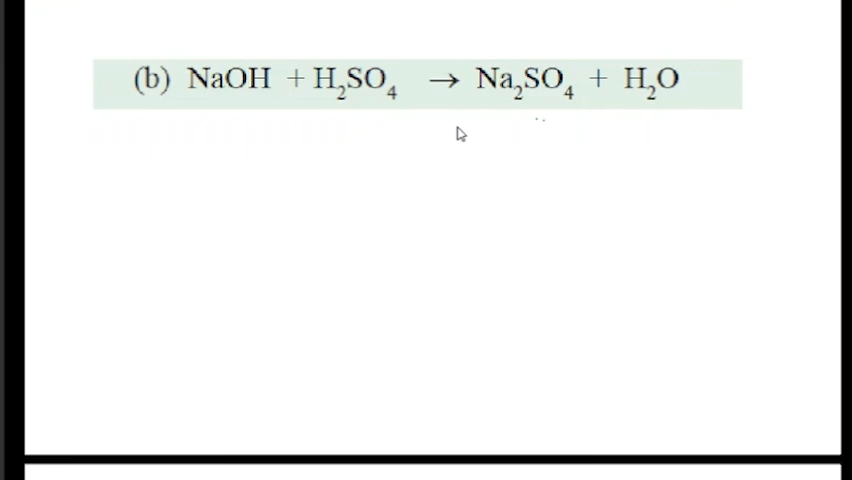 (b) NaOH + H₂SO₄ → Na₂SO₄ + H₂O